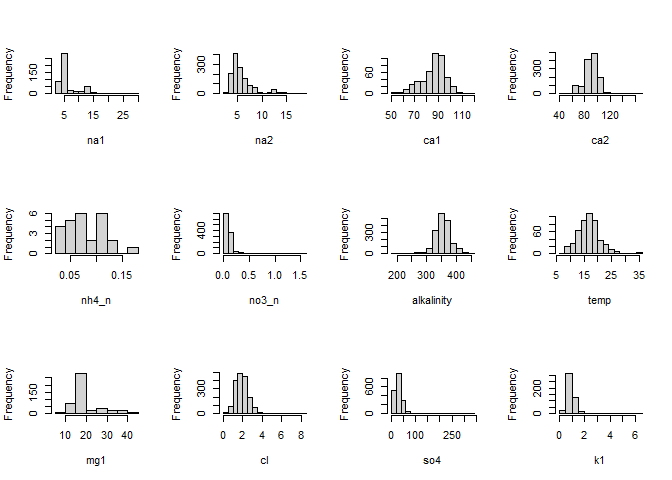 Frequency
0 150
5 15 25
na1
Frequency
0 300
5 10 15
na2
Frequency
0 60
50 70 90 110
ca1
Frequency
0 300
40 80 120
ca2
Frequency
0 3 6
0.05 0.15
nh4_n
Frequency
0 400
0.0 0.5 1.0 1.5
no3_n
Frequency
0 300
200 300 400
alkalinity
Frequency
0 60
5 15 25 35
temp
Frequency
0 150
10 20 30 40
mg1
Frequency
0 300
0 2 4 6 8
cl
Frequency
0 600
0 50 150 250
so4
Frequency
0 200
0 2 4 6
k1